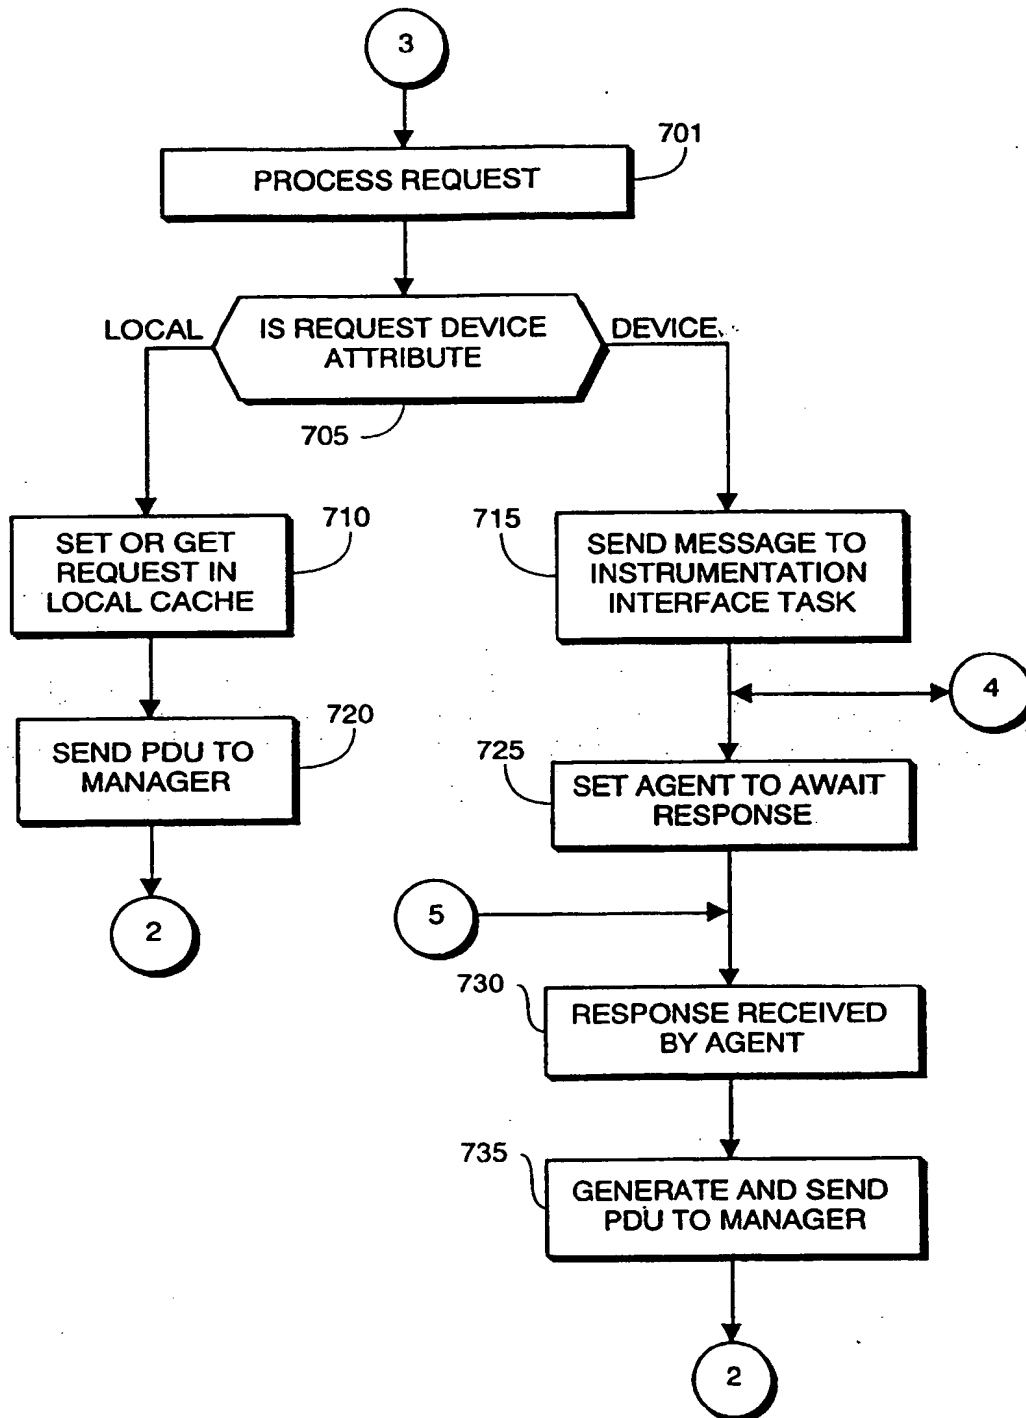 3
701
PROCESS REQUEST
LOCAL
IS REQUEST DEVICE
ATTRIBUTE
DEVICE
705
710
SET OR GET
REQUEST IN
LOCAL CACHE
715
SEND MESSAGE TO
INSTRUMENTATION
INTERFACE TASK
4
720
SEND PDU TO
MANAGER
725
SET AGENT TO AWAIT
RESPONSE
2
5
730
RESPONSE RECEIVED
BY AGENT
735
GENERATE AND SEND
PDU TO MANAGER
2